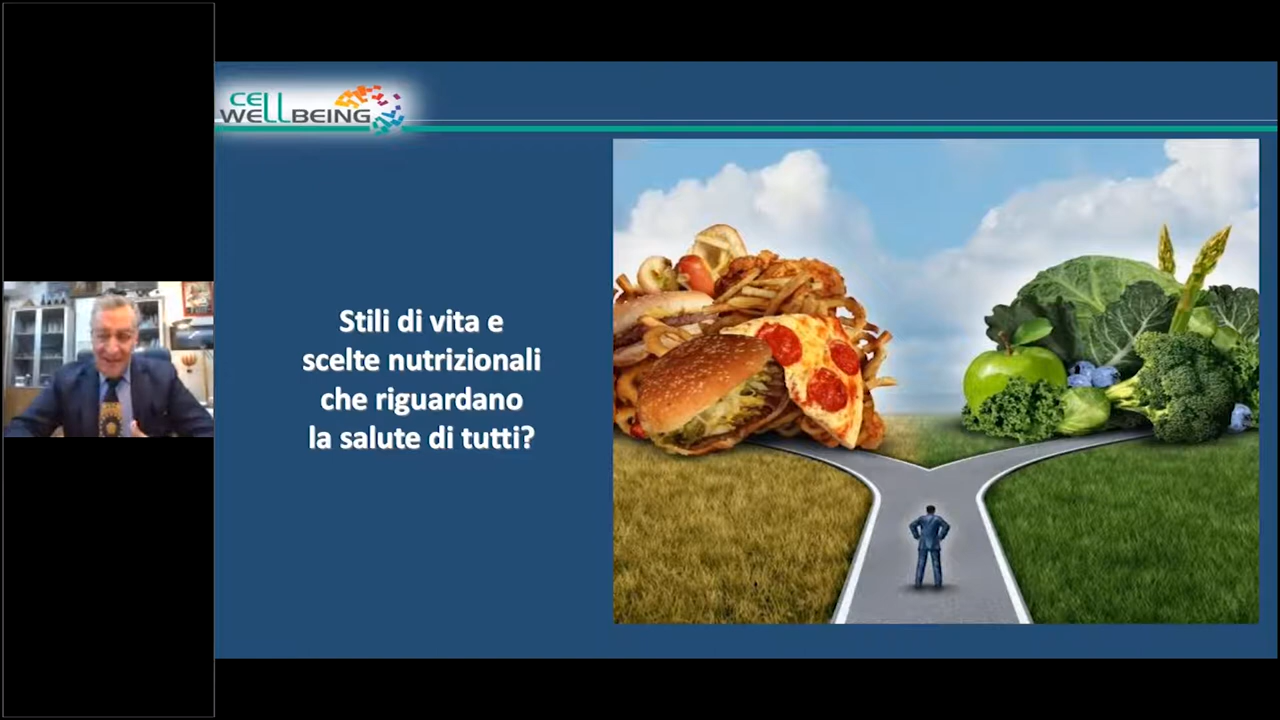 CELL
WELLBEING
Stili di vita e
scelte nutrizionali
che riguardano
la salute di tutti?